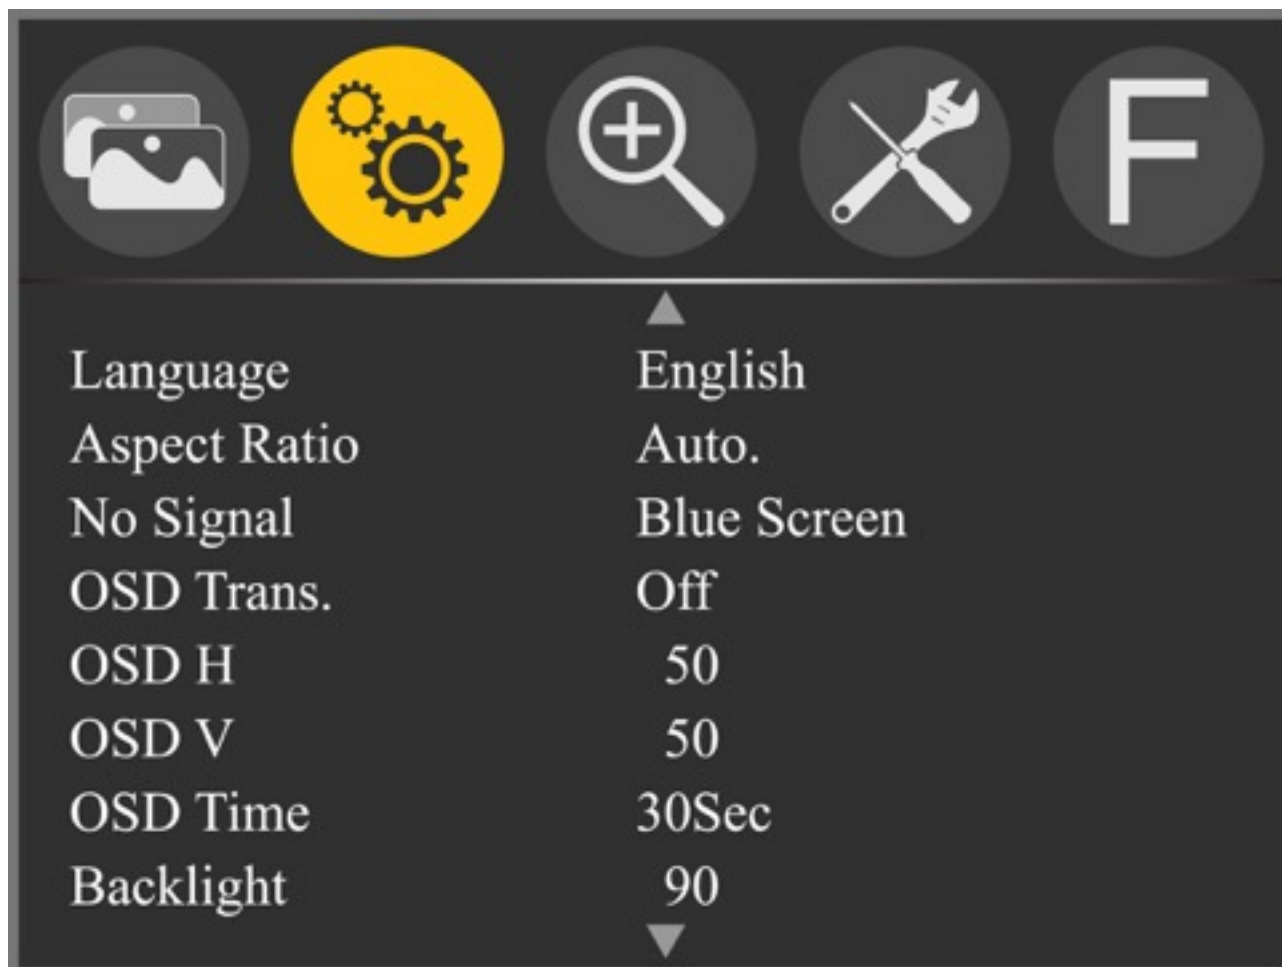 F
Language English
Aspect Ratio Auto.
No Signal Blue Screen
OSD Trans. Off
OSD H 50
OSD V 50
OSD Time 30Sec
Backlight 90